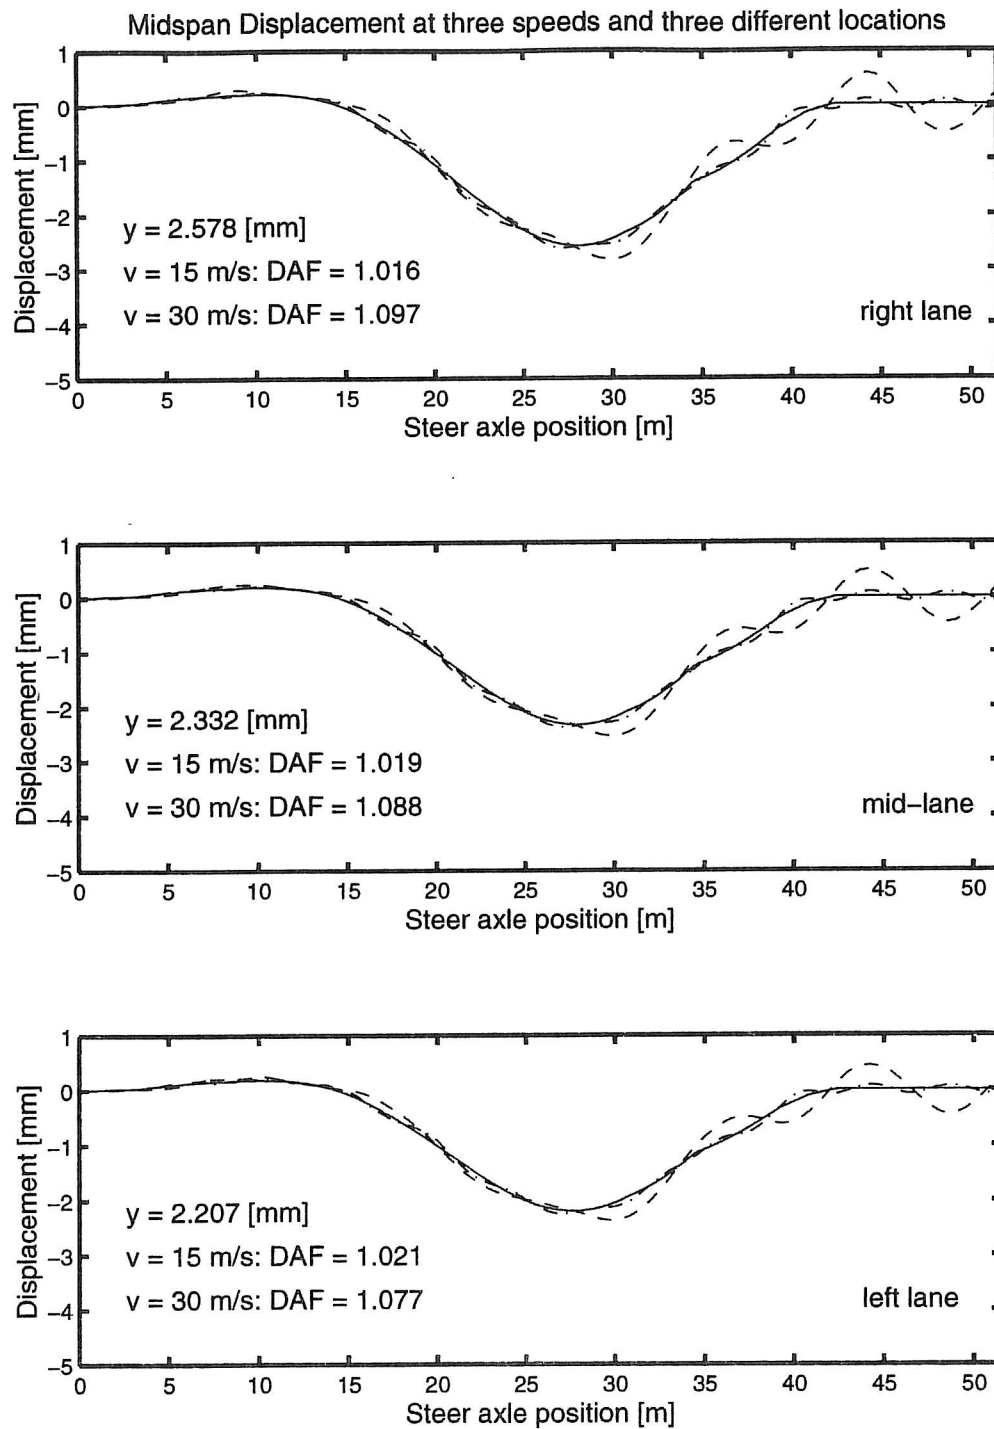 Midspan Displacement at three speeds and three different locations
1
0
−1
−2
−3
−4
−5
Displacement [mm]
y = 2.578 [mm]
v = 15 m/s: DAF = 1.016
v = 30 m/s: DAF = 1.097
right lane
0 5 10 15 20 25 30 35 40 45 50
Steer axle position [m]
1
0
−1
−2
−3
−4
−5
Displacement [mm]
y = 2.332 [mm]
v = 15 m/s: DAF = 1.019
v = 30 m/s: DAF = 1.088
mid−lane
0 5 10 15 20 25 30 35 40 45 50
Steer axle position [m]
1
0
−1
−2
−3
−4
−5
Displacement [mm]
y = 2.207 [mm]
v = 15 m/s: DAF = 1.021
v = 30 m/s: DAF = 1.077
left lane
0 5 10 15 20 25 30 35 40 45 50
Steer axle position [m]